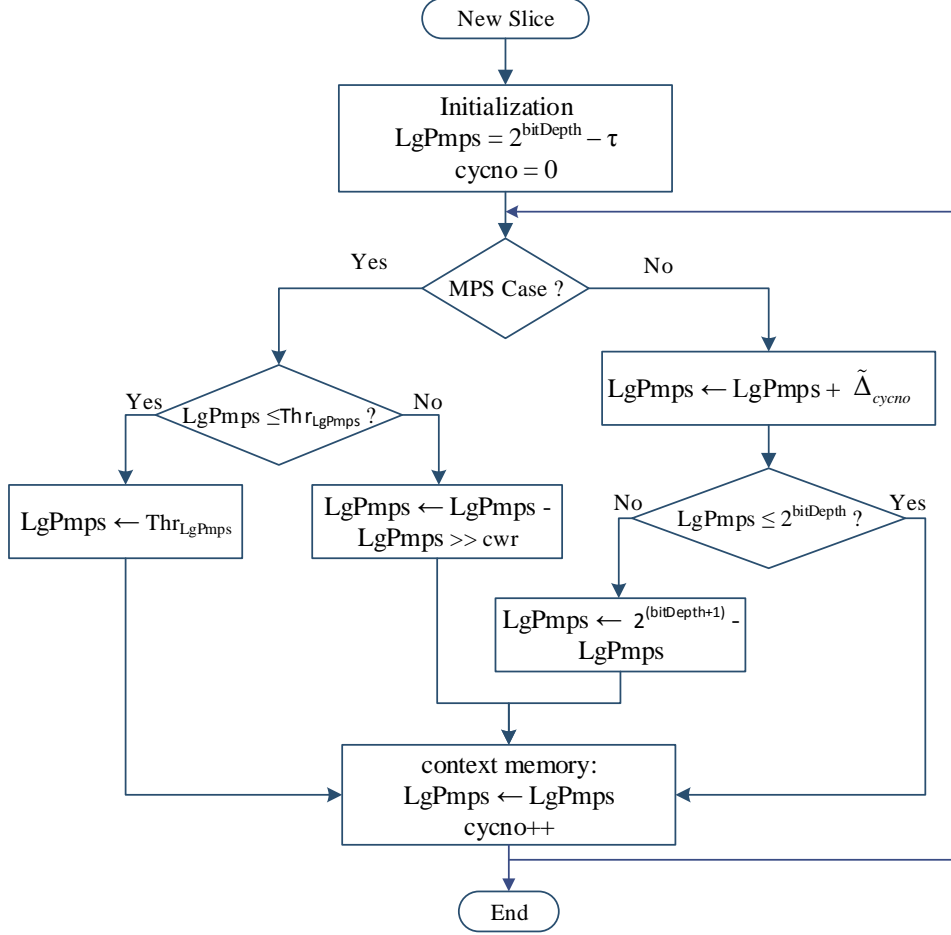 New Slice
Initialization
LgPmps = 2^bitDepth – τ
cycno = 0
Yes
No
MPS Case ?
LgPmps ← LgPmps + Δ̃_cycno
Yes
No
LgPmps ≤Thr_LgPmps ?
LgPmps ← Thr_LgPmps
LgPmps ← LgPmps -
LgPmps >> cwr
No
Yes
LgPmps ≤ 2^bitDepth ?
LgPmps ← 2^(bitDepth+1) -
LgPmps
context memory:
LgPmps ← LgPmps
cycno++
End